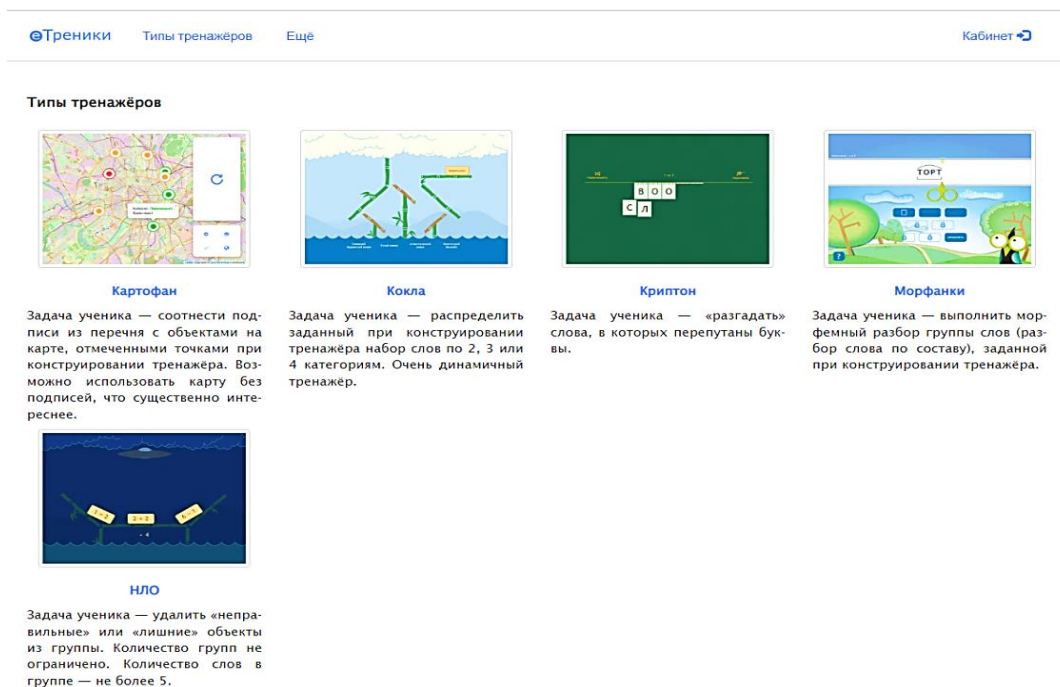 еТреники Типы тренажёров Ещё Кабинет
Типы тренажёров
ТОРТ
В О О
С Л
Картофан
Задача ученика — соотнести под-
писи из перечня с объектами на
карте, отмеченными точками при
конструировании тренажёра. Воз-
можно использовать карту без
подписей, что существенно инте-
реснее.
Кокла
Задача ученика — распределить
заданный при конструировании
тренажёра набор слов по 2, 3 или
4 категориям. Очень динамичный
тренажёр.
Криптон
Задача ученика — «разгадать»
слова, в которых перепутаны бук-
вы.
Морфанки
Задача ученика — выполнить мор-
фемный разбор группы слов (раз-
бор слова по составу), заданной
при конструировании тренажёра.
НЛО
Задача ученика — удалить «непра-
вильные» или «лишние» объекты
из группы. Количество групп не
ограничено. Количество слов в
группе — не более 5.